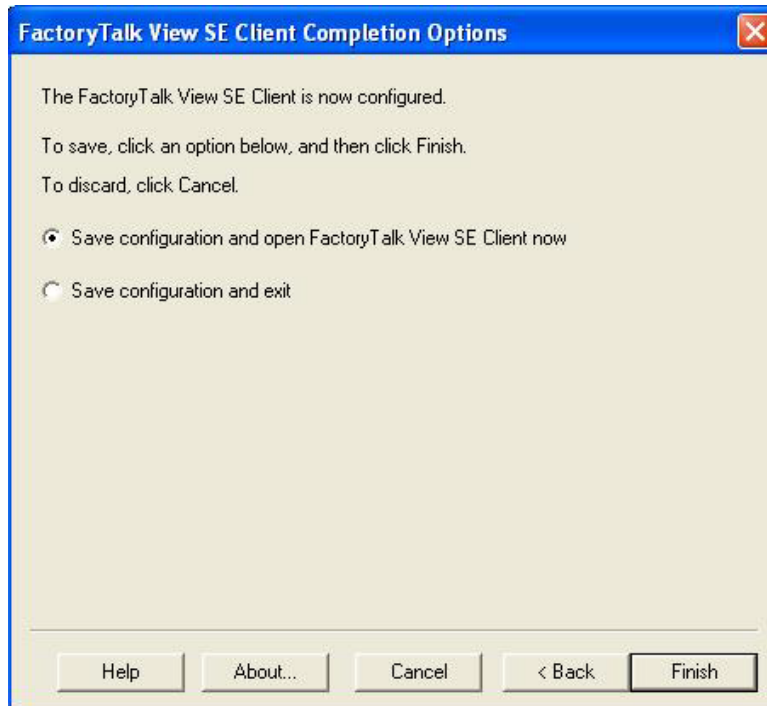 FactoryTalk View SE Client Completion Options
The FactoryTalk View SE Client is now configured.
To save, click an option below, and then click Finish.
To discard, click Cancel.
Save configuration and open FactoryTalk View SE Client now
Save configuration and exit
Help About... Cancel < Back Finish